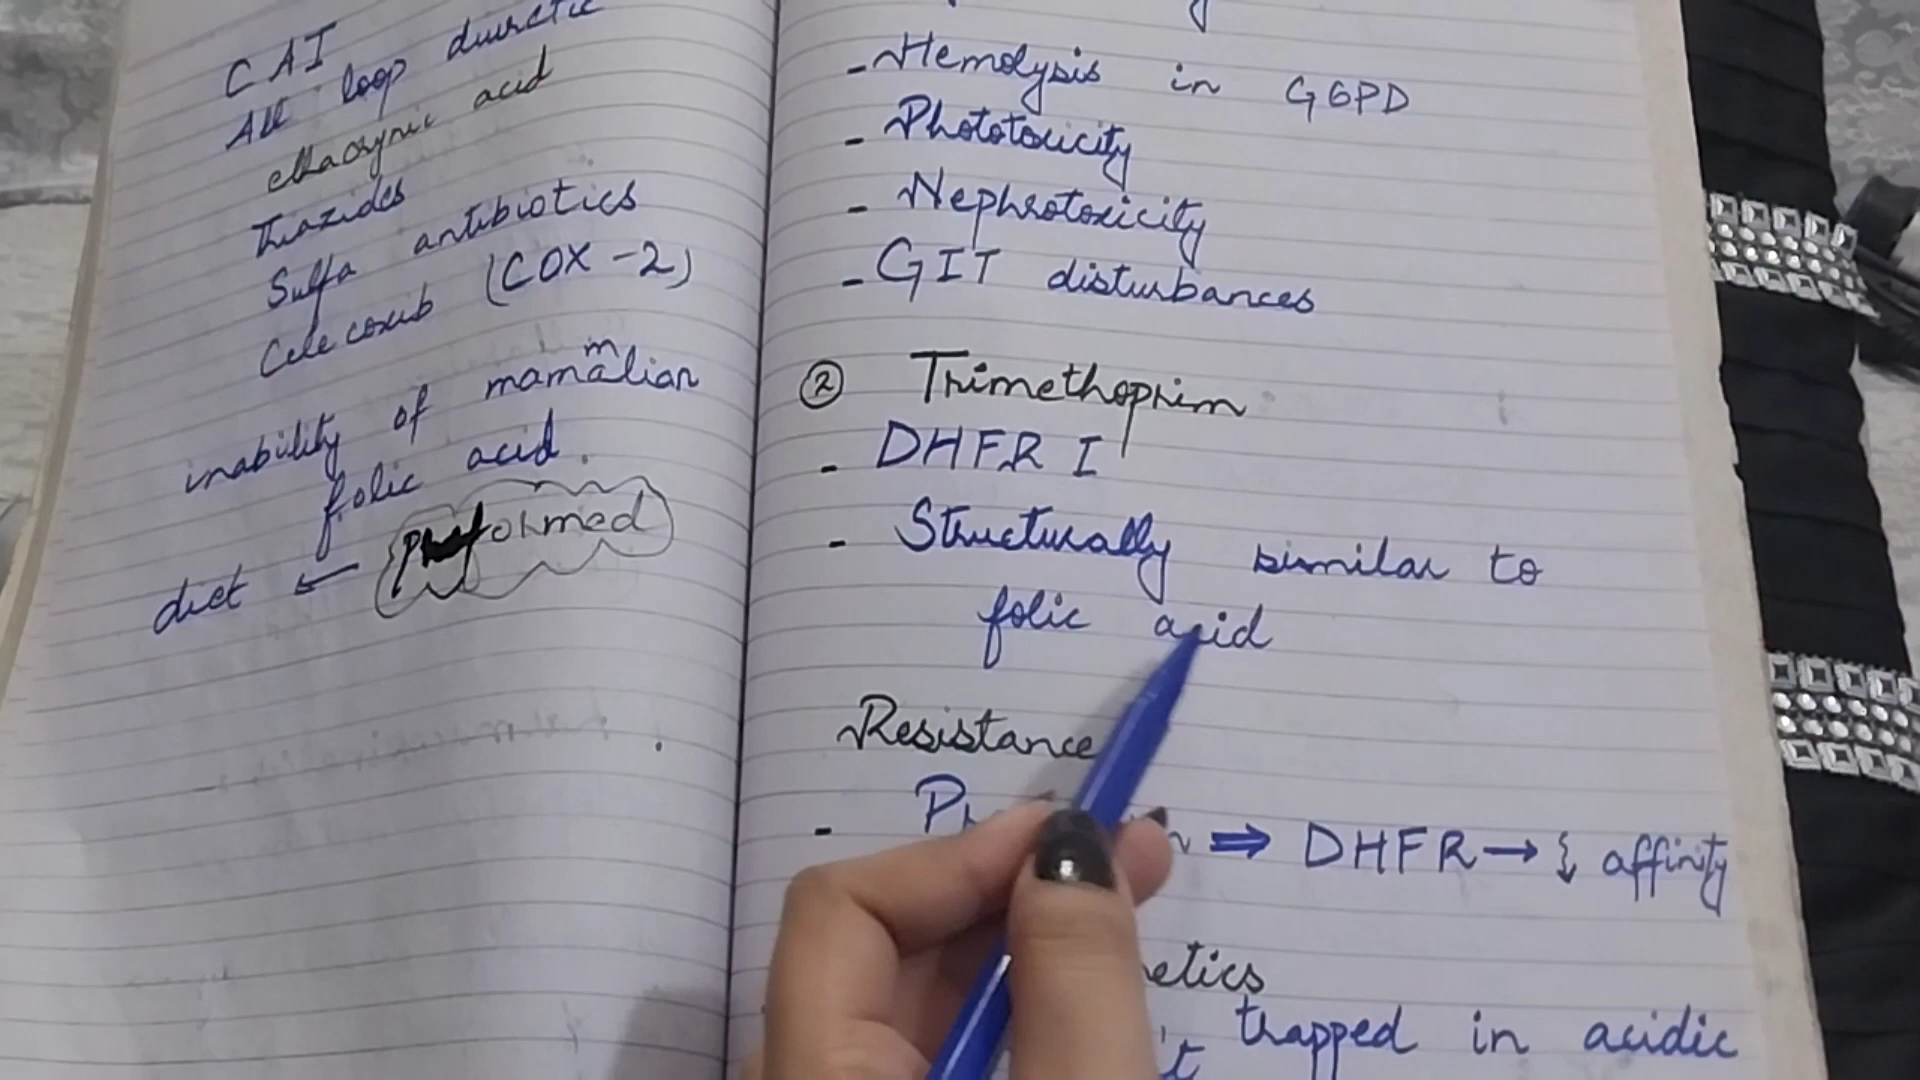 CAI
All loop diuretic
ethacrynic acid
Thiazides
Sulfa antibiotics
Celecoxib (COX-2)
inability of mamalian
m
folic acid.
diet ← preformed
- Hemolysis in G6PD
- Phototoxicity
- Nephrotoxicity
- GIT disturbances
② Trimethoprim
- DHFR I
- Structurally similar to
folic acid
Resistance
- ⇒ DHFR → ↓ affinity
etics
trapped in acidic